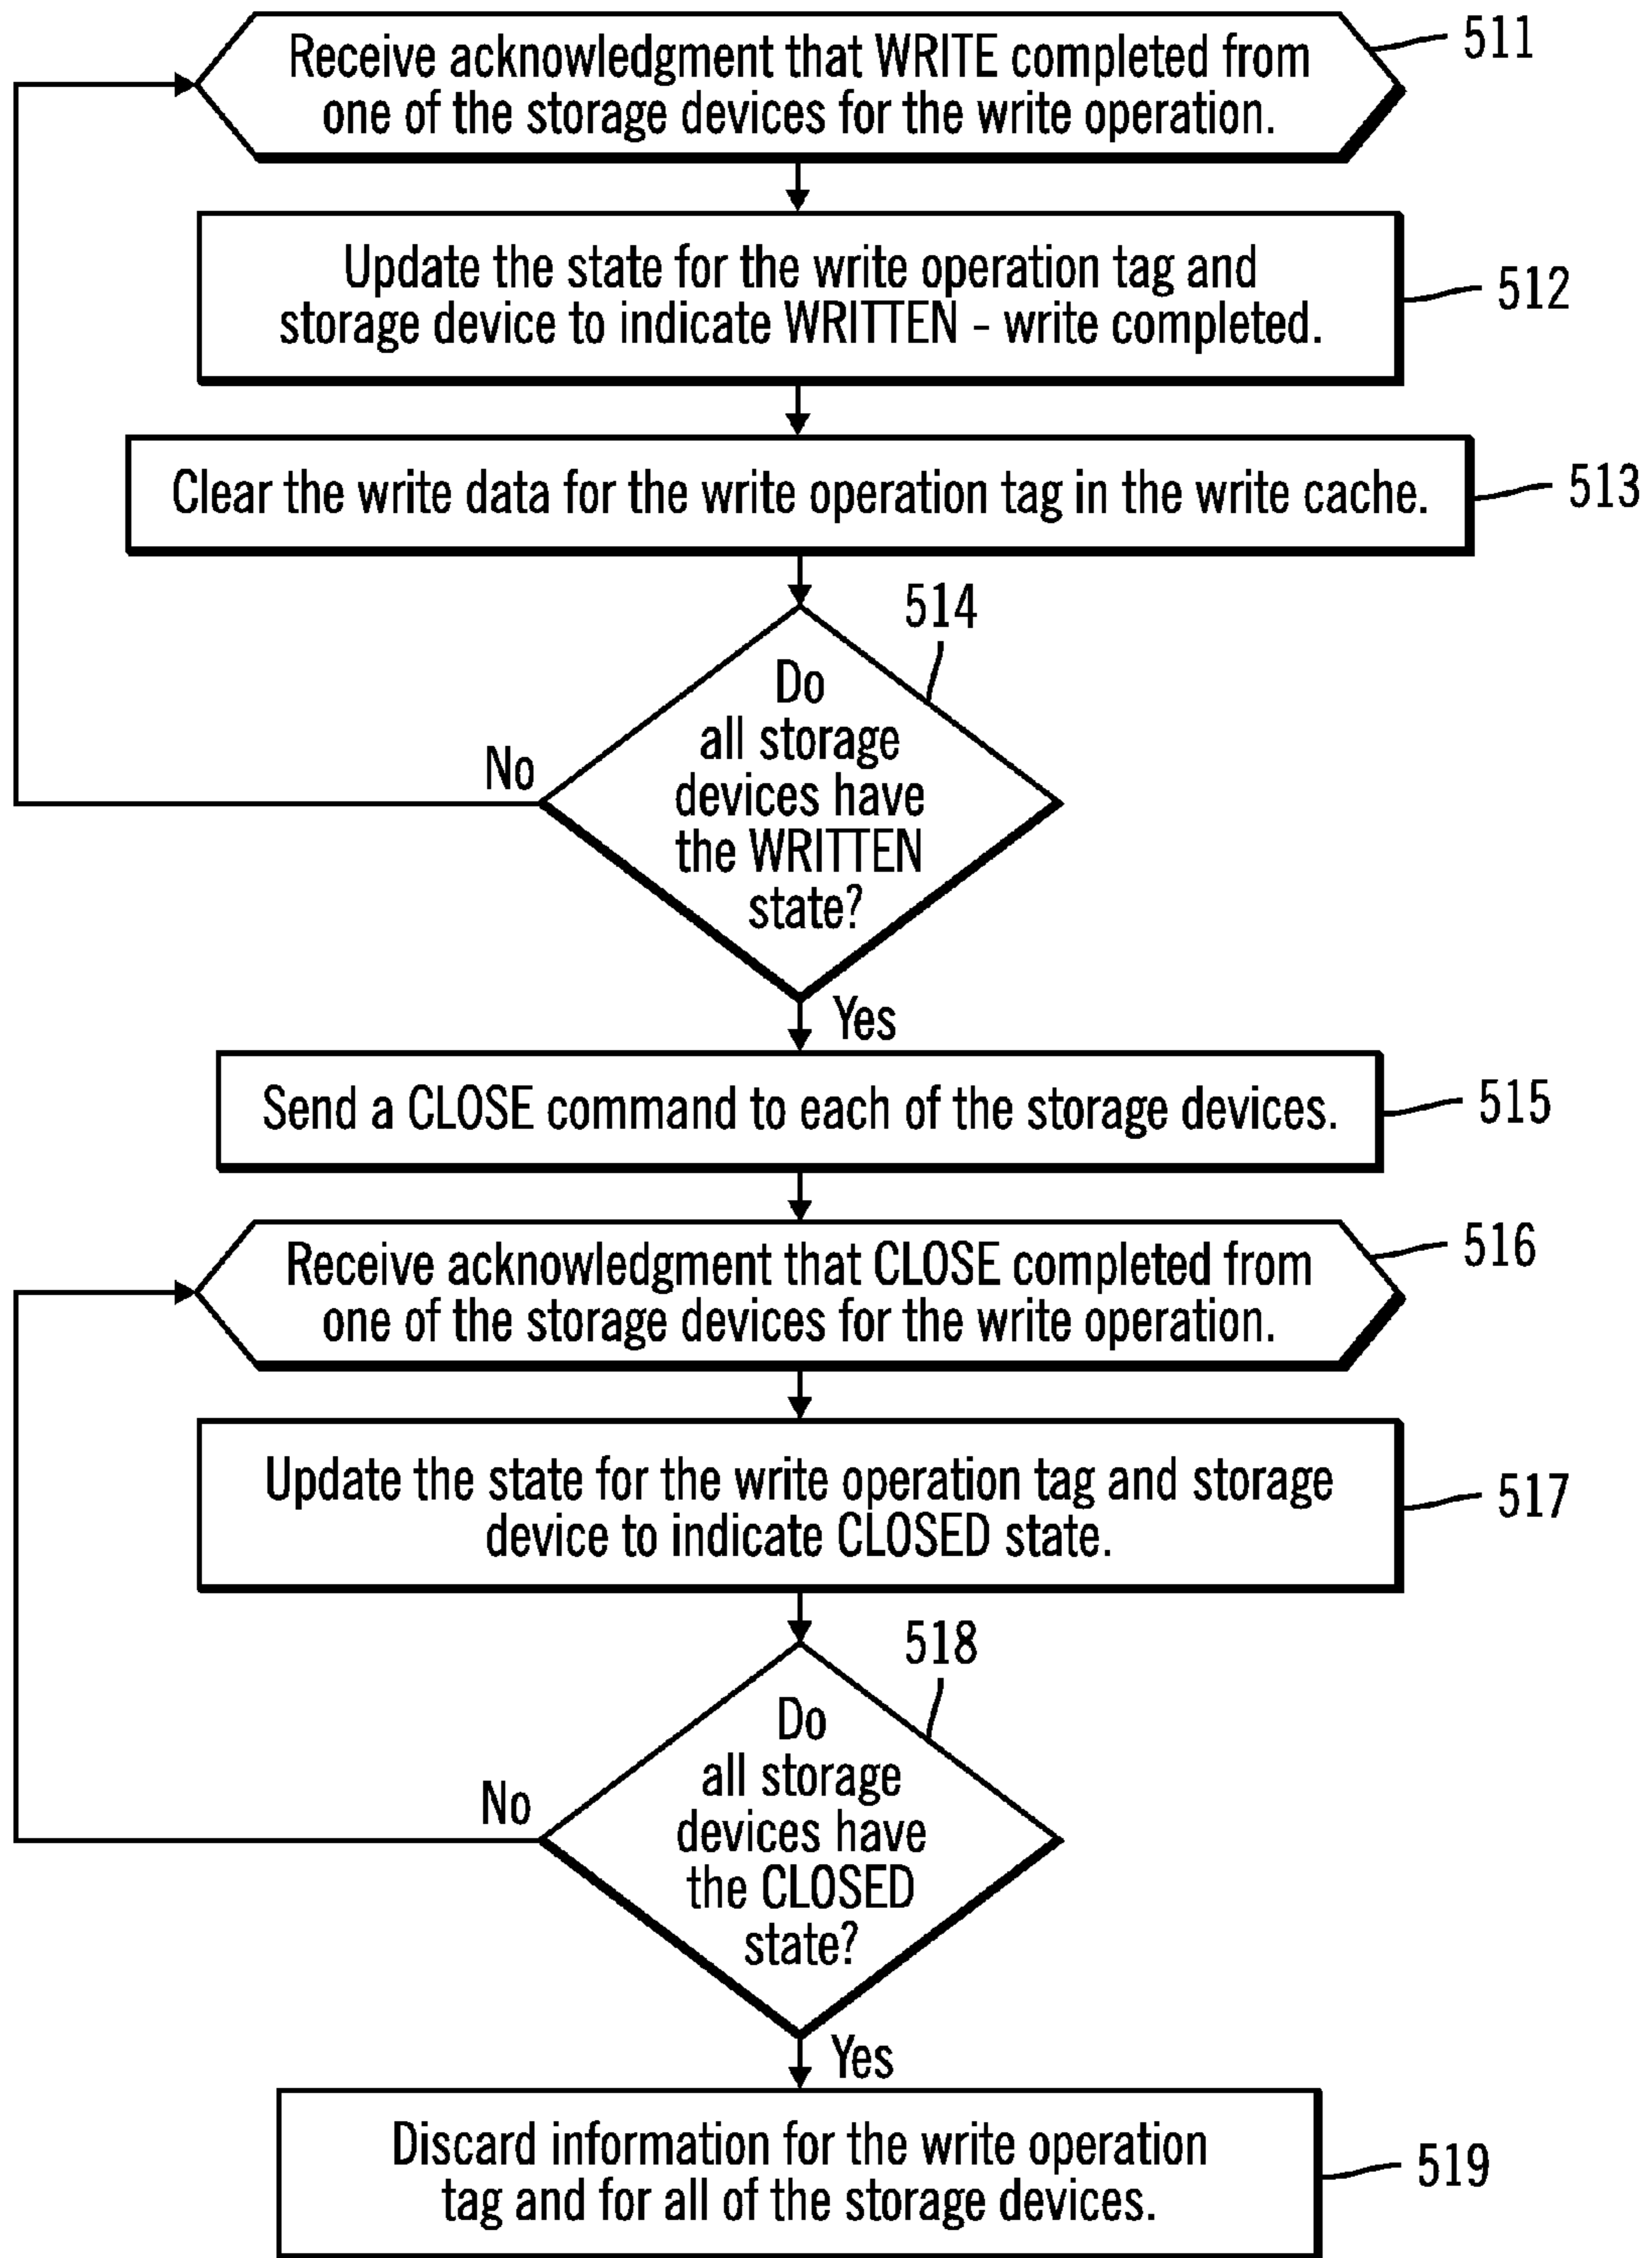 Receive acknowledgment that WRITE completed from
one of the storage devices for the write operation.
511
Update the state for the write operation tag and
storage device to indicate WRITTEN - write completed.
512
Clear the write data for the write operation tag in the write cache.
513
514
Do
all storage
devices have
the WRITTEN
state?
No
Yes
Send a CLOSE command to each of the storage devices.
515
Receive acknowledgment that CLOSE completed from
one of the storage devices for the write operation.
516
Update the state for the write operation tag and storage
device to indicate CLOSED state.
517
518
Do
all storage
devices have
the CLOSED
state?
No
Yes
Discard information for the write operation
tag and for all of the storage devices.
519